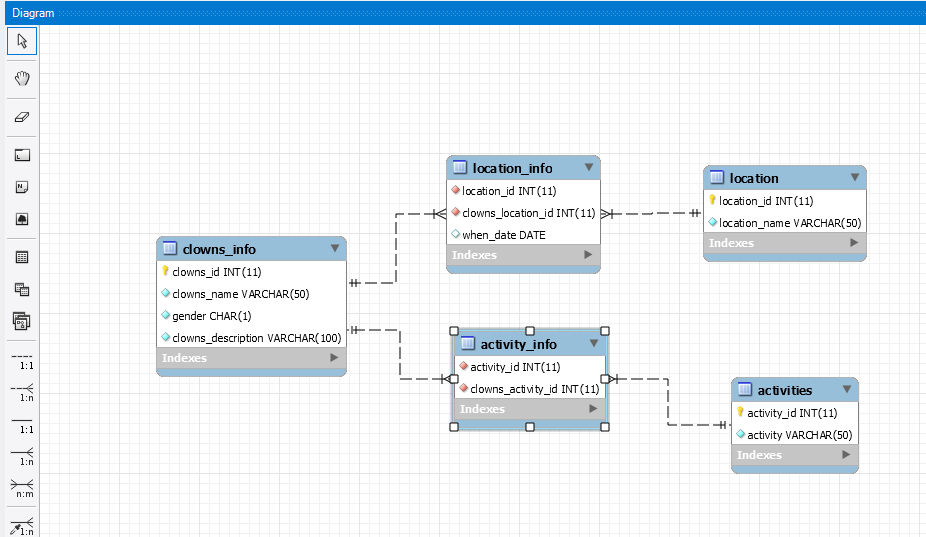 Diagram
location_info
location_id INT(11)
clowns_location_id INT(11)
when_date DATE
Indexes
location
location_id INT(11)
location_name VARCHAR(50)
Indexes
clowns_info
clowns_id INT(11)
clowns_name VARCHAR(50)
gender CHAR(1)
clowns_description VARCHAR(100)
Indexes
activity_info
activity_id INT(11)
clowns_activity_id INT(11)
Indexes
activities
activity_id INT(11)
activity VARCHAR(50)
Indexes
1:1
1:n
1:1
1:n
n:m
1:n